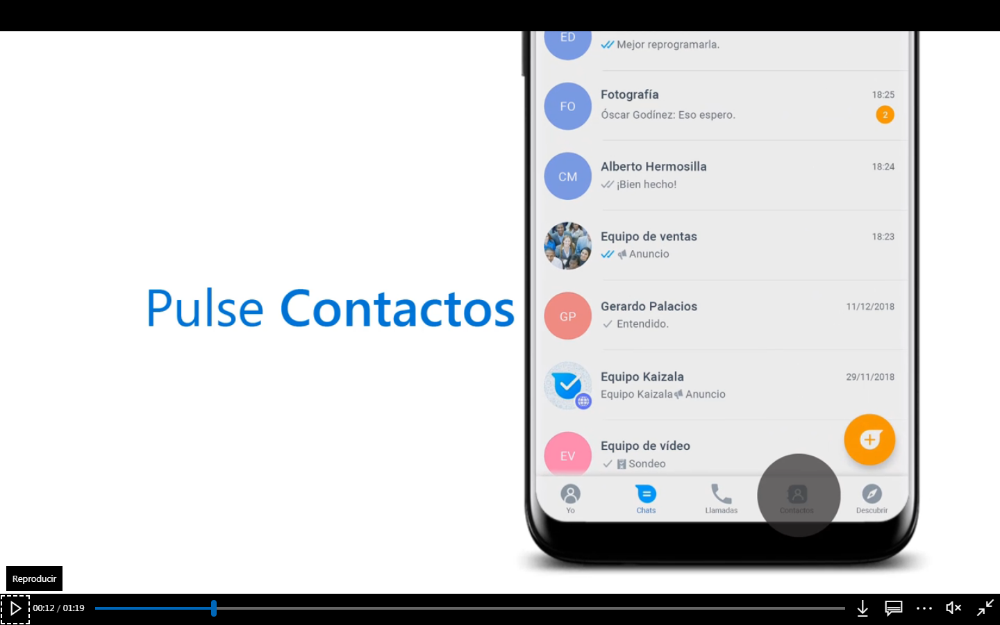 ED
Mejor reprogramarla.
FO
Fotografía
18:25
Óscar Godínez: Eso espero.
2
CM
Alberto Hermosilla
18:24
¡Bien hecho!
Equipo de ventas
18:23
Anuncio
Pulse Contactos
GP
Gerardo Palacios
11/12/2018
Entendido.
Equipo Kaizala
29/11/2018
Equipo Kaizala Anuncio
EV
Equipo de vídeo
Sondeo
Yo
Chats
Llamadas
Contactos
Descubrir
Reproducir
00:12 / 01:19